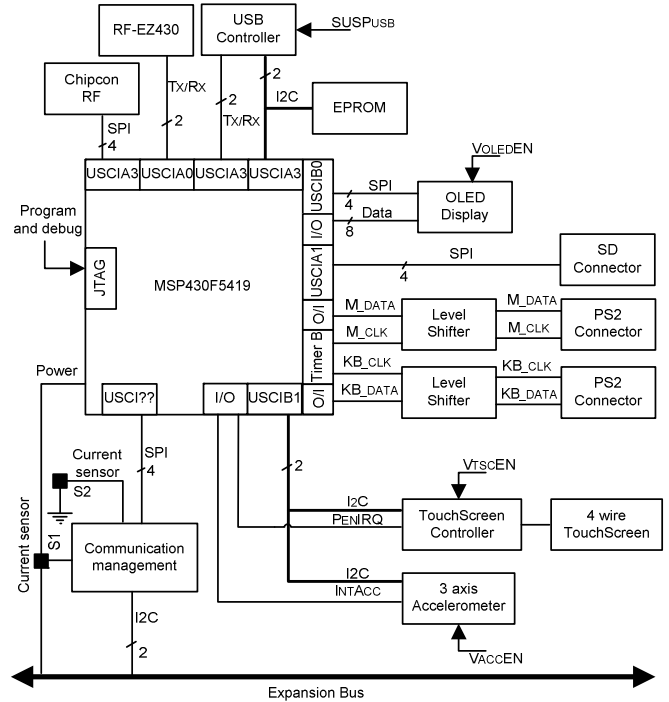 RF-EZ430
USB
Controller
SUSPUSB
Chipcon
RF
TX/RX
2
TX/RX
2
2
I2C
EPROM
SPI
4
VOLEDEN
USCIA3
USCIA0
USCIA3
USCIA3
USCIB0
SPI
4
Data
8
OLED
Display
I/O
Program
and debug
JTAG
MSP430F5419
USCIA1
SPI
4
SD
Connector
O/I
M_DATA
M_CLK
Level
Shifter
M_DATA
M_CLK
PS2
Connector
Timer B
KB_CLK
KB_DATA
Level
Shifter
KB_CLK
KB_DATA
PS2
Connector
O/I
Power
USCI??
I/O
USCIB1
SPI
4
2
Current
sensor
S2
VTSCEN
I2C
PENIRQ
TouchScreen
Controller
4 wire
TouchScreen
Current sensor
S1
Communication
management
I2C
INTACC
3 axis
Accelerometer
I2C
2
VACCEN
Expansion Bus